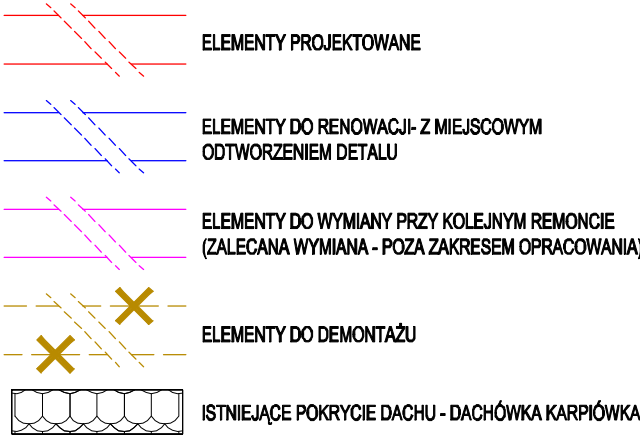 ELEMENTY PROJEKTOWANE
ELEMENTY DO RENOWACJI- Z MIEJSCOWYM
ODTWORZENIEM DETALU
ELEMENTY DO WYMIANY PRZY KOLEJNYM REMONCIE
(ZALECANA WYMIANA - POZA ZAKRESEM OPRACOWANIA)
ELEMENTY DO DEMONTAŻU
ISTNIEJĄCE POKRYCIE DACHU - DACHÓWKA KARPIÓWKA